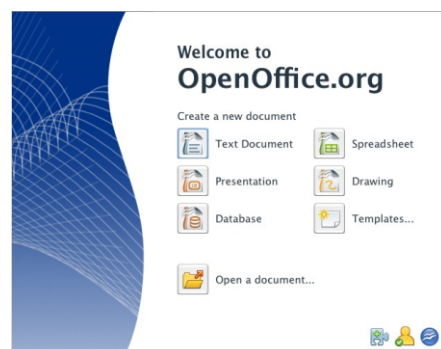 Welcome to
OpenOffice.org
Create a new document
Text Document
Spreadsheet
Presentation
Drawing
Database
Templates...
Open a document...